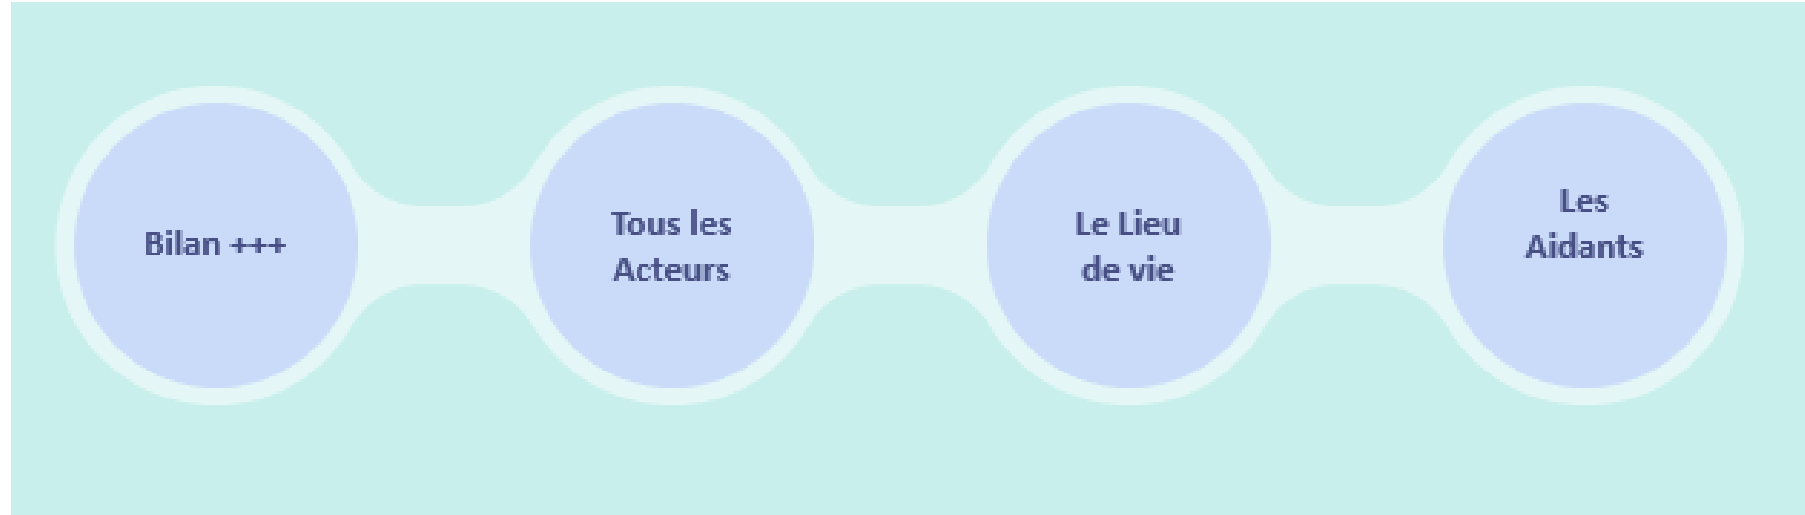 Bilan +++
Tous les
Acteurs
Le Lieu
de vie
Les
Aidants